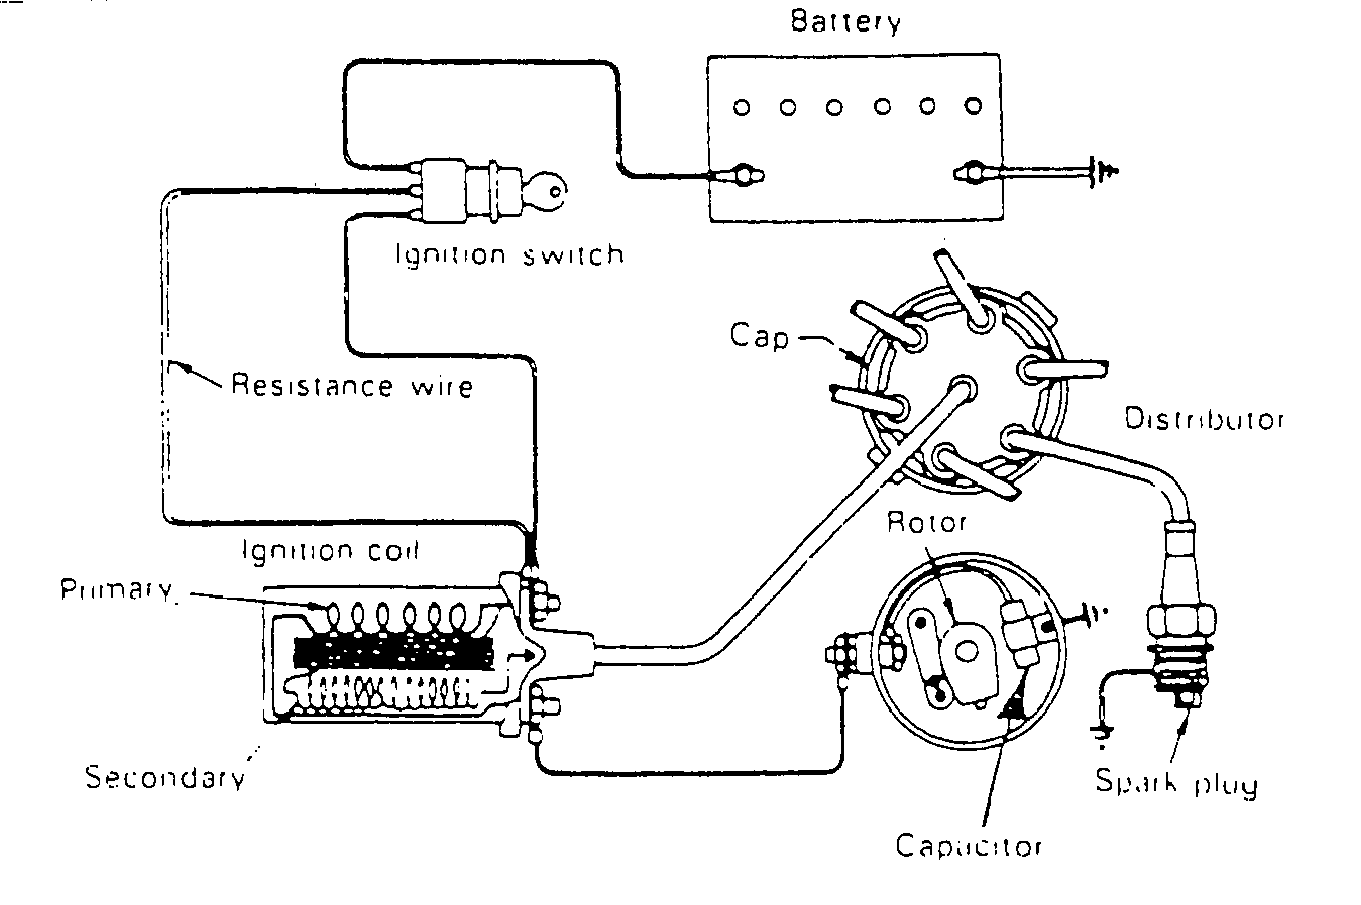 Battery
Ignition switch
Cap
Resistance wire
Distributor
Rotor
Ignition coil
Primary
Secondary
Spark plug
Capacitor